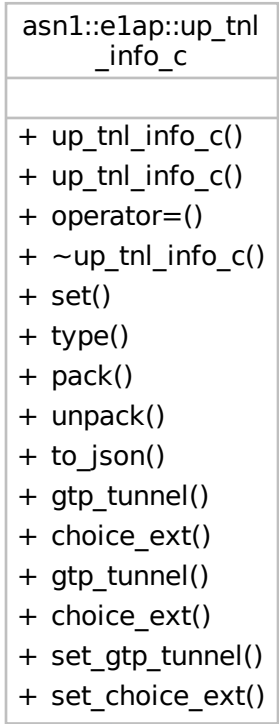 asn1::e1ap::up_tnl
_info_c
+ up_tnl_info_c()
+ up_tnl_info_c()
+ operator=()
+ ~up_tnl_info_c()
+ set()
+ type()
+ pack()
+ unpack()
+ to_json()
+ gtp_tunnel()
+ choice_ext()
+ gtp_tunnel()
+ choice_ext()
+ set_gtp_tunnel()
+ set_choice_ext()